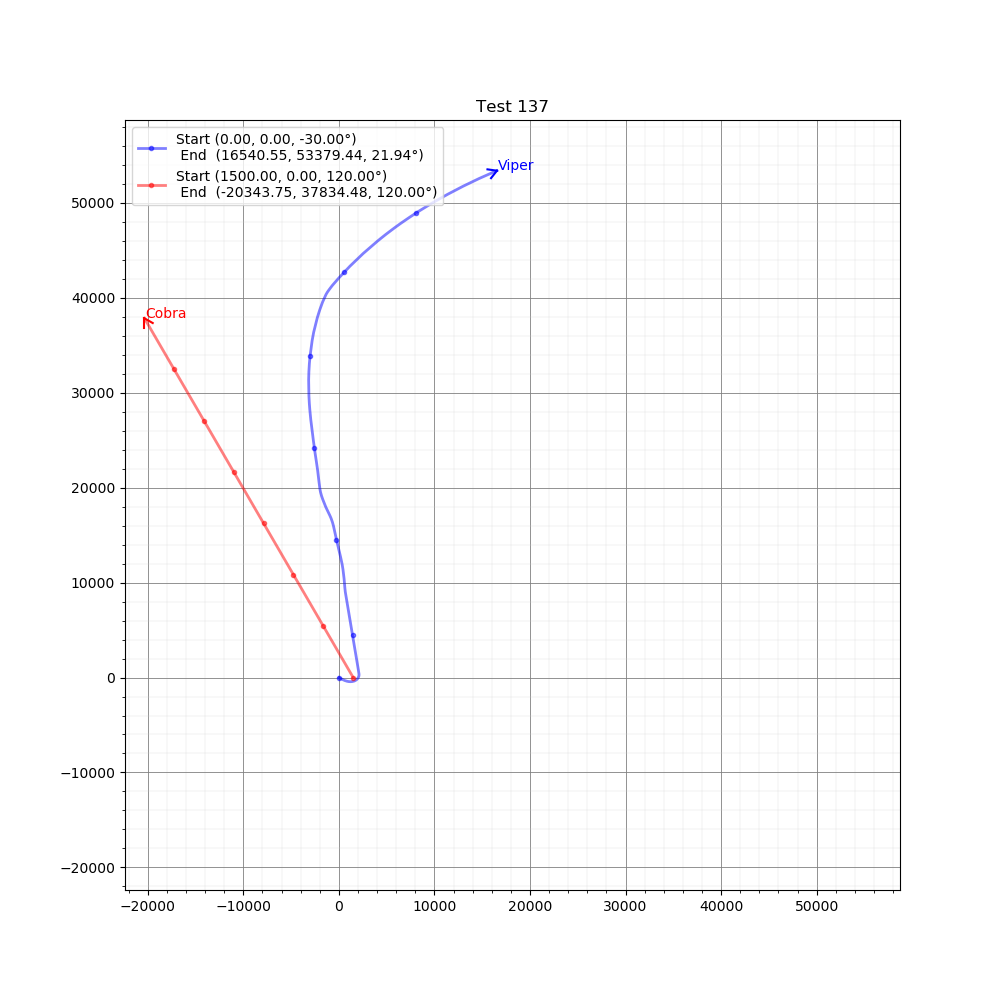 Test 137
Start (0.00, 0.00, -30.00°)
End (16540.55, 53379.44, 21.94°)
Start (1500.00, 0.00, 120.00°)
End (-20343.75, 37834.48, 120.00°)
Viper
Cobra
50000
40000
30000
20000
10000
0
−10000
−20000
−20000 −10000 0 10000 20000 30000 40000 50000